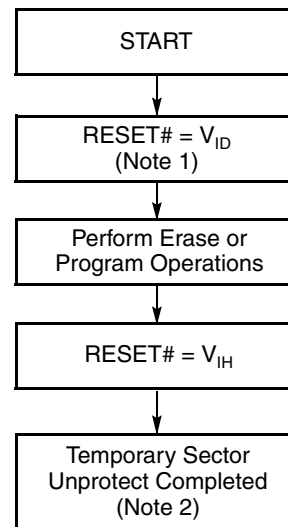 START
RESET# = VID
(Note 1)
Perform Erase or
Program Operations
RESET# = VIH
Temporary Sector
Unprotect Completed
(Note 2)